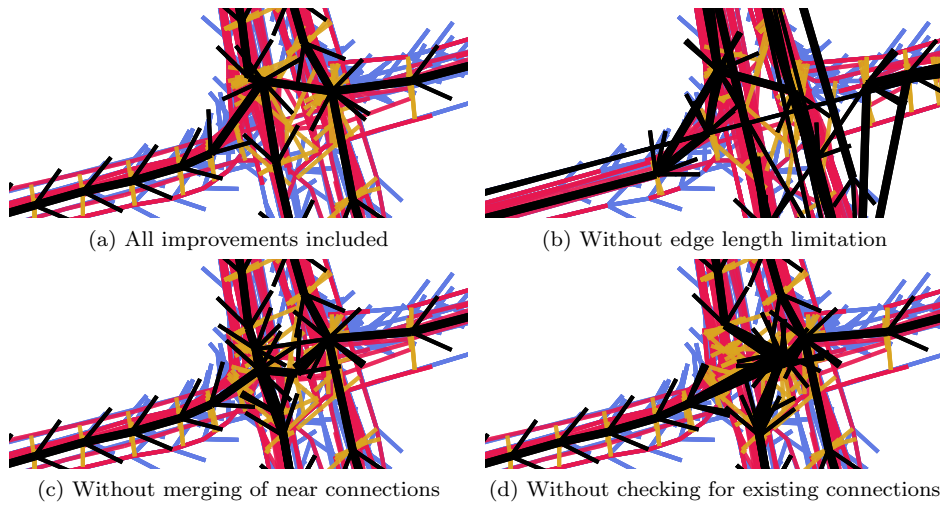 (a) All improvements included
(b) Without edge length limitation
(c) Without merging of near connections
(d) Without checking for existing connections